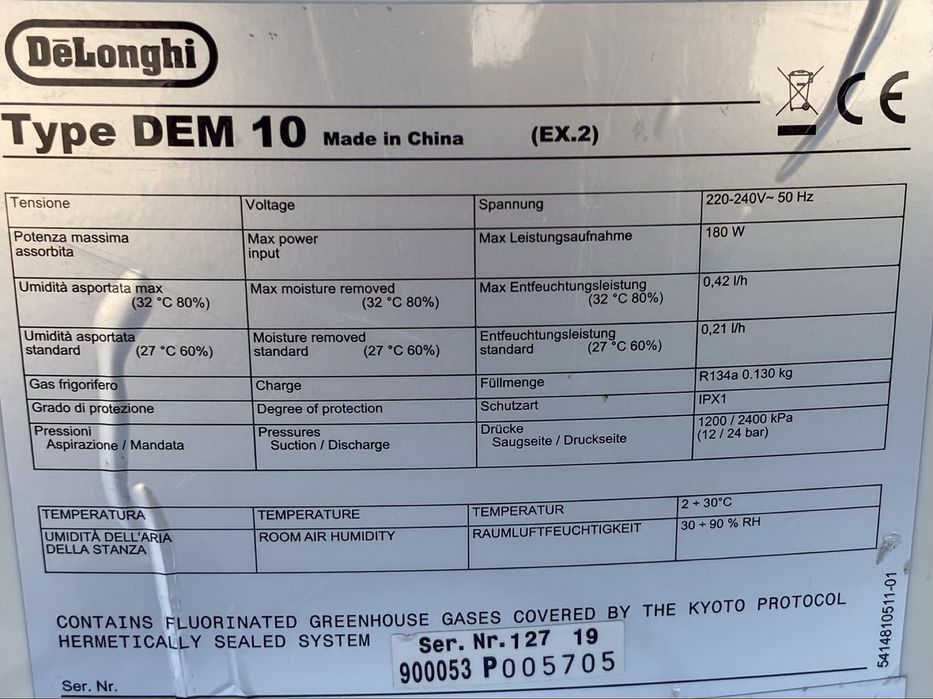 DēLonghi
CE
Type DEM 10 Made in China (EX.2)
Tensione Voltage Spannung 220-240V~ 50 Hz
Potenza massima assorbita Max power input Max Leistungsaufnahme 180 W
Umidità asportata max (32 °C 80%) Max moisture removed (32 °C 80%) Max Entfeuchtungsleistung (32 °C 80%) 0,42 l/h
Umidità asportata standard (27 °C 60%) Moisture removed standard (27 °C 60%) Entfeuchtungsleistung standard (27 °C 60%) 0,21 l/h
Gas frigorifero Charge Füllmenge R134a 0.130 kg
Grado di protezione Degree of protection Schutzart IPX1
Pressioni Aspirazione / Mandata Pressures Suction / Discharge Drücke Saugseite / Druckseite 1200 / 2400 kPa (12 / 24 bar)
TEMPERATURA TEMPERATURE TEMPERATUR 2 ÷ 30°C
UMIDITÀ DELL'ARIA DELLA STANZA ROOM AIR HUMIDITY RAUMLUFTFEUCHTIGKEIT 30 ÷ 90 % RH
CONTAINS FLUORINATED GREENHOUSE GASES COVERED BY THE KYOTO PROTOCOL
HERMETICALLY SEALED SYSTEM
Ser. Nr. 127 19
900053 P005705
Ser. Nr.
5414810511-01